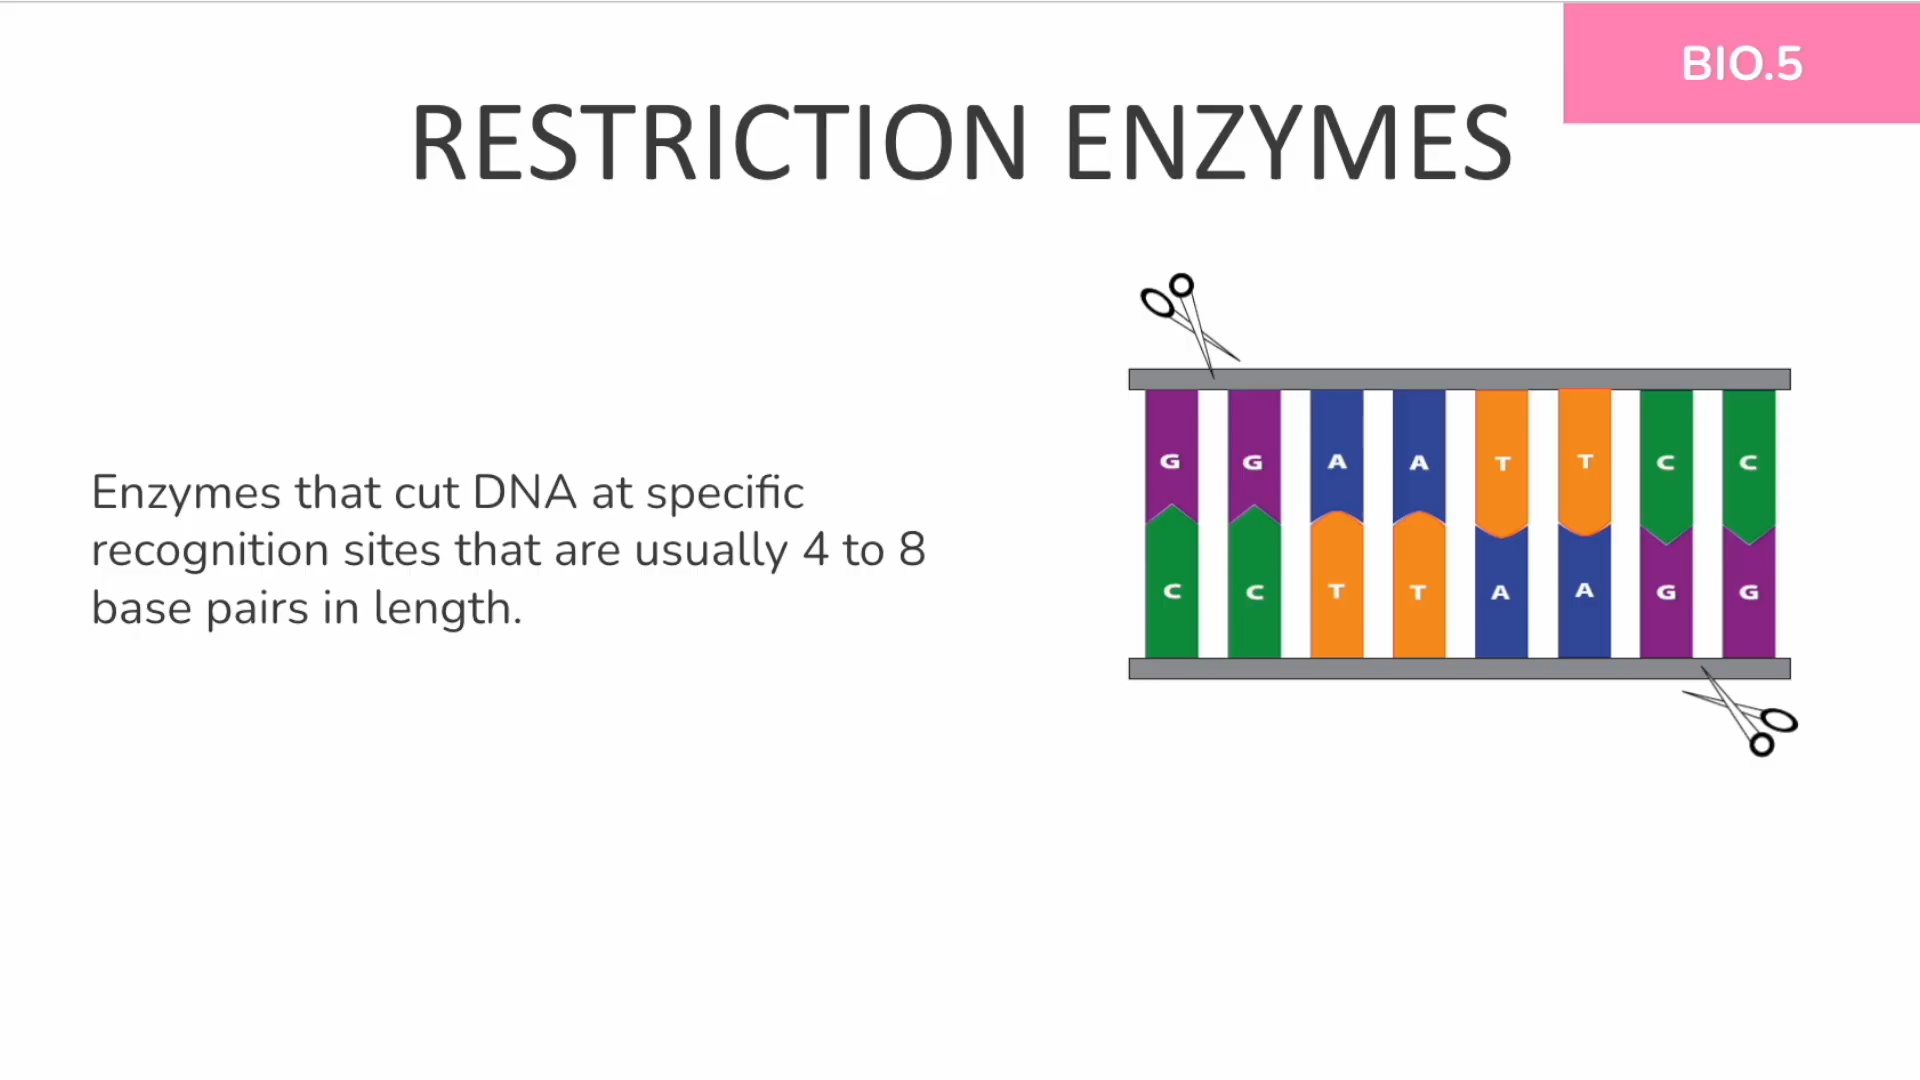 BIO.5
RESTRICTION ENZYMES
Enzymes that cut DNA at specific
recognition sites that are usually 4 to 8
base pairs in length.
G G A A T T C C
C C T T A A G G